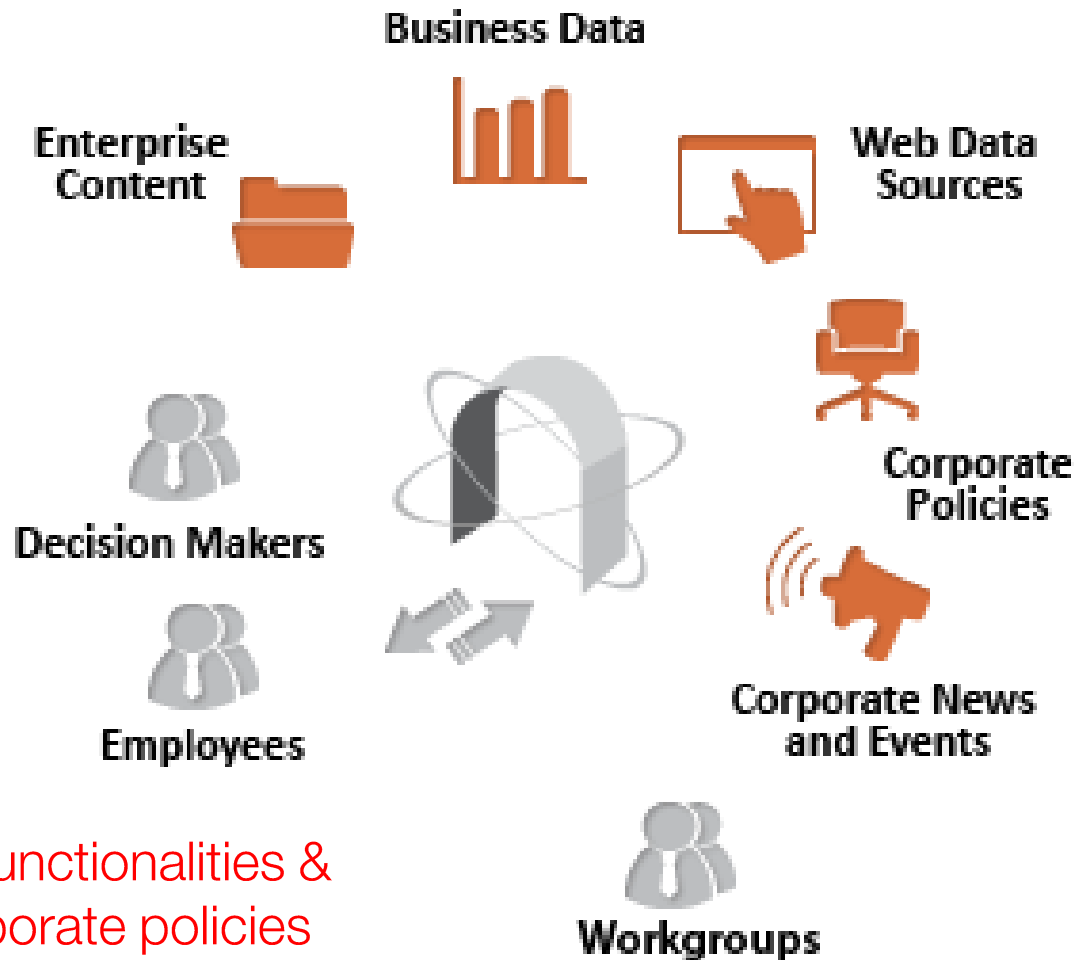 Business Data
Enterprise
Content
Web Data
Sources
Corporate
Policies
Decision Makers
Corporate News
and Events
Employees
unctionalities &
porate policies
Workgroups